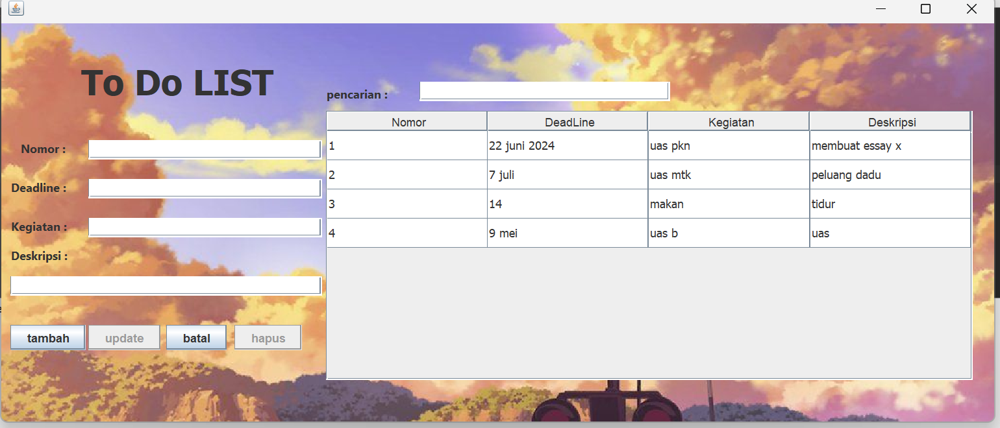 To Do LIST
pencarian :
Nomor :
Deadline :
Kegiatan :
Deskripsi :
tambah update batal hapus
Nomor DeadLine Kegiatan Deskripsi
1 22 juni 2024 uas pkn membuat essay x
2 7 juli uas mtk peluang dadu
3 14 makan tidur
4 9 mei uas b uas